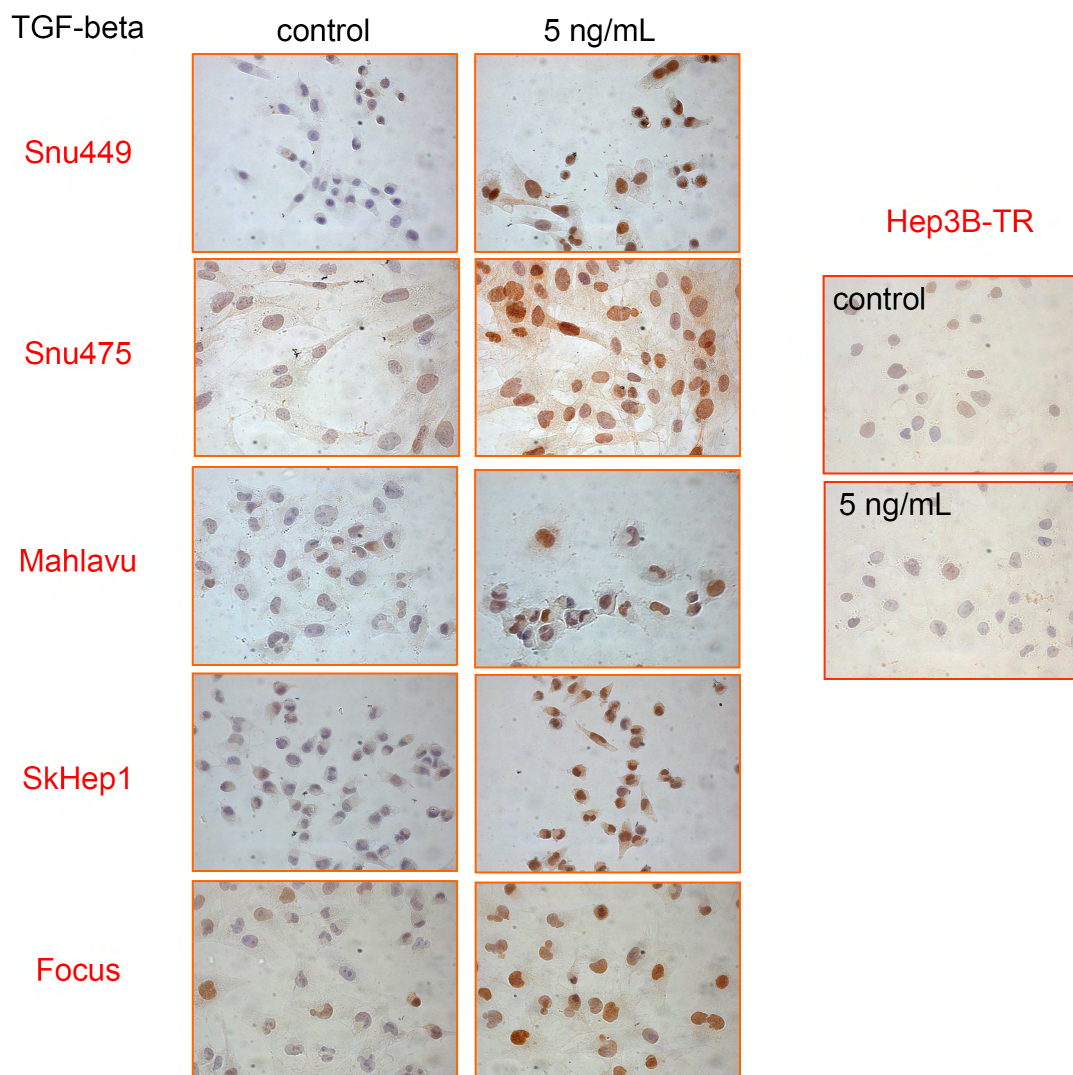 TGF-beta control 5 ng/mL
Snu449
Snu475
Mahlavu
SkHep1
Focus
Hep3B-TR
control
5 ng/mL